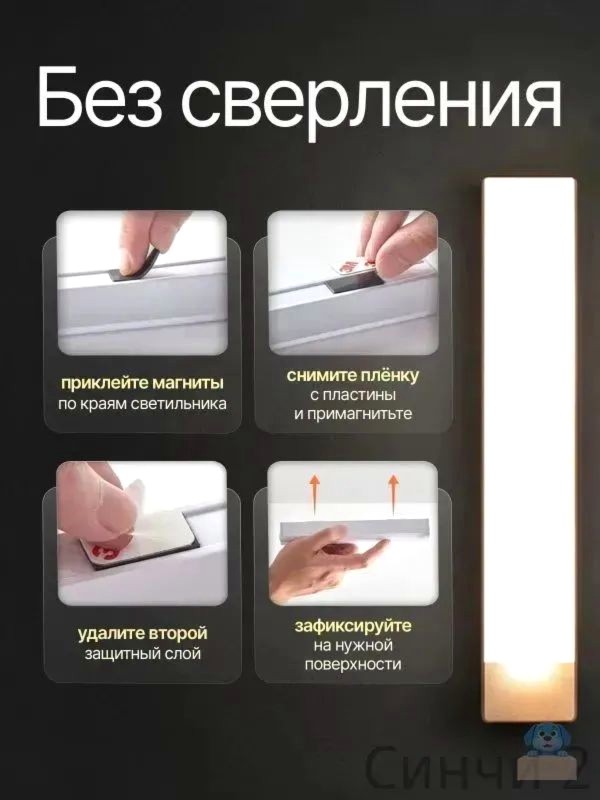 Без сверления
приклейте магниты
по краям светильника
снимите плёнку
с пластины
и примагнитьте
удалите второй
защитный слой
зафиксируйте
на нужной
поверхности
Синчи 2